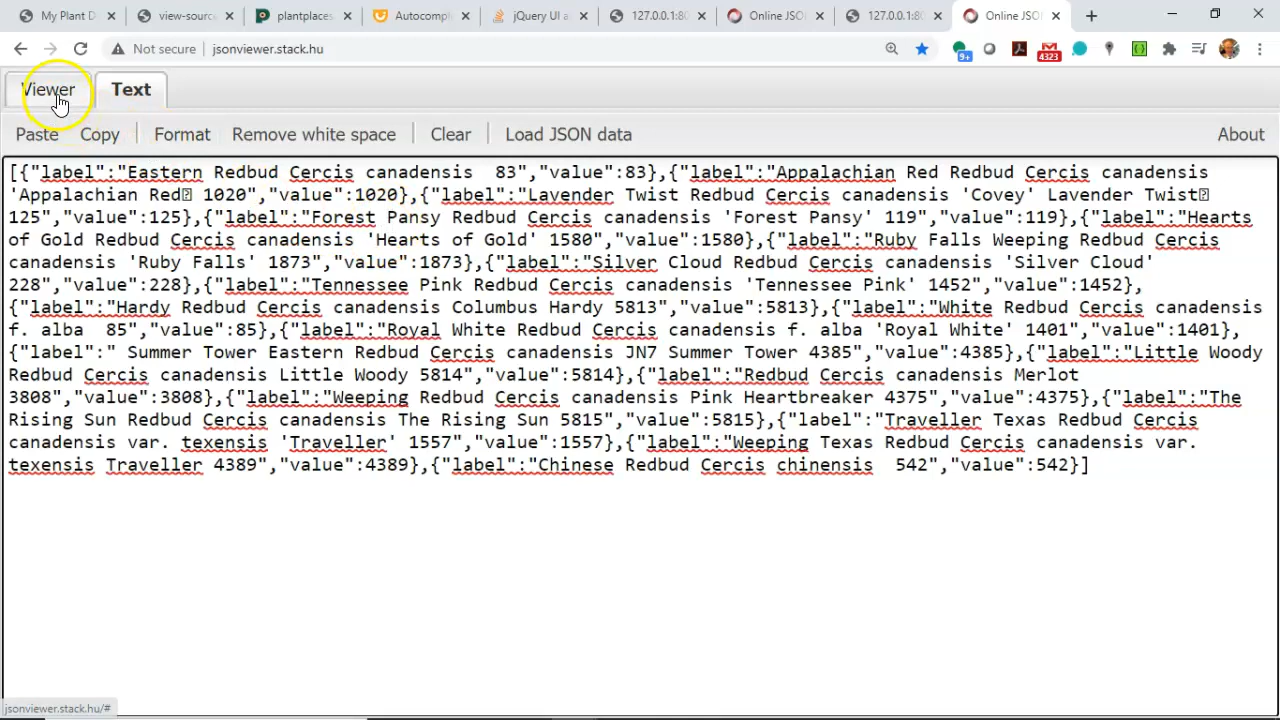 My Plant D
view-sourc
plantplaces
Autocomple
jQuery UI a
127.0.0.1:80
Online JSO
127.0.0.1:80
Online JSO
Not secure jsonviewer.stack.hu
9+
4323
Viewer Text
Paste Copy Format Remove white space Clear Load JSON data About
[{"label":"Eastern Redbud Cercis canadensis  83","value":83},{"label":"Appalachian Red Redbud Cercis canadensis
'Appalachian Red 1020","value":1020},{"label":"Lavender Twist Redbud Cercis canadensis 'Covey' Lavender Twist
125","value":125},{"label":"Forest Pansy Redbud Cercis canadensis 'Forest Pansy' 119","value":119},{"label":"Hearts
of Gold Redbud Cercis canadensis 'Hearts of Gold' 1580","value":1580},{"label":"Ruby Falls Weeping Redbud Cercis
canadensis 'Ruby Falls' 1873","value":1873},{"label":"Silver Cloud Redbud Cercis canadensis 'Silver Cloud'
228","value":228},{"label":"Tennessee Pink Redbud Cercis canadensis 'Tennessee Pink' 1452","value":1452},
{"label":"Hardy Redbud Cercis canadensis Columbus Hardy 5813","value":5813},{"label":"White Redbud Cercis canadensis
f. alba  85","value":85},{"label":"Royal White Redbud Cercis canadensis f. alba 'Royal White' 1401","value":1401},
{"label":" Summer Tower Eastern Redbud Cercis canadensis JN7 Summer Tower 4385","value":4385},{"label":"Little Woody
Redbud Cercis canadensis Little Woody 5814","value":5814},{"label":"Redbud Cercis canadensis Merlot
3808","value":3808},{"label":"Weeping Redbud Cercis canadensis Pink Heartbreaker 4375","value":4375},{"label":"The
Rising Sun Redbud Cercis canadensis The Rising Sun 5815","value":5815},{"label":"Traveller Texas Redbud Cercis
canadensis var. texensis 'Traveller' 1557","value":1557},{"label":"Weeping Texas Redbud Cercis canadensis var.
texensis Traveller 4389","value":4389},{"label":"Chinese Redbud Cercis chinensis  542","value":542}]
jsonviewer.stack.hu/#